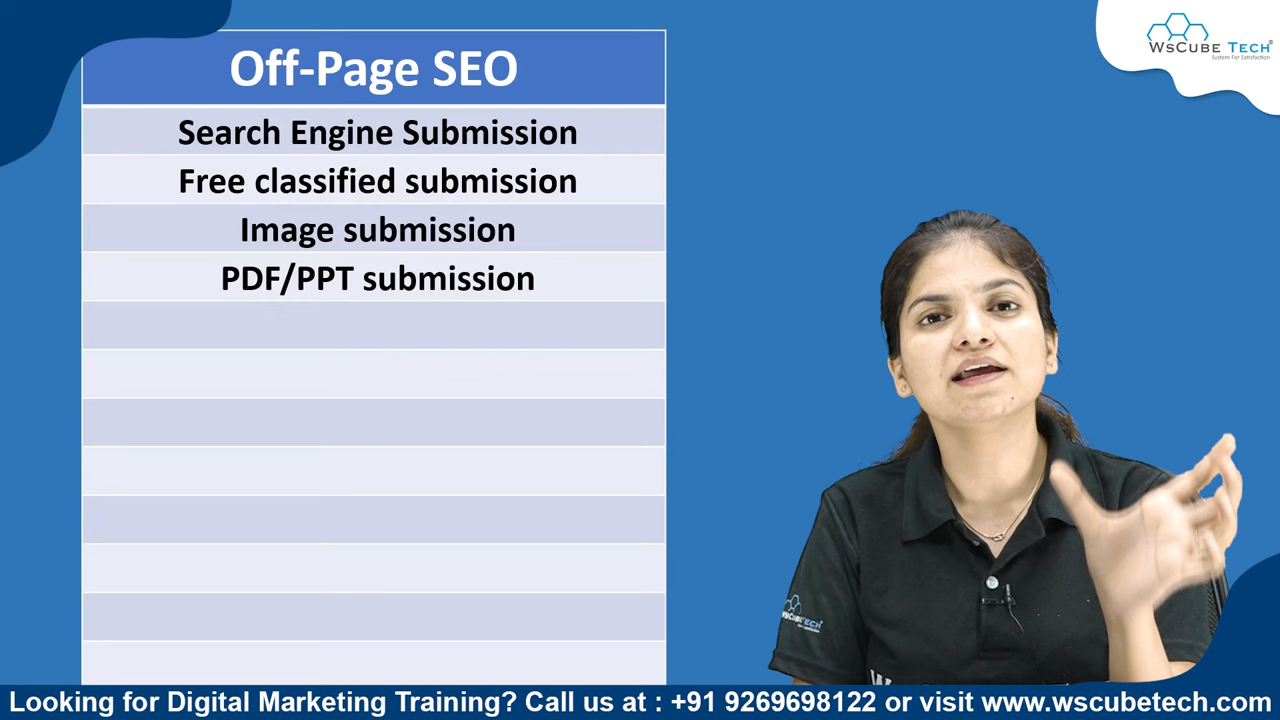 WsCube Tech®
System For Satisfaction
Off-Page SEO
Search Engine Submission
Free classified submission
Image submission
PDF/PPT submission
WsCubeTech
Looking for Digital Marketing Training? Call us at : +91 9269698122 or visit www.wscubetech.com